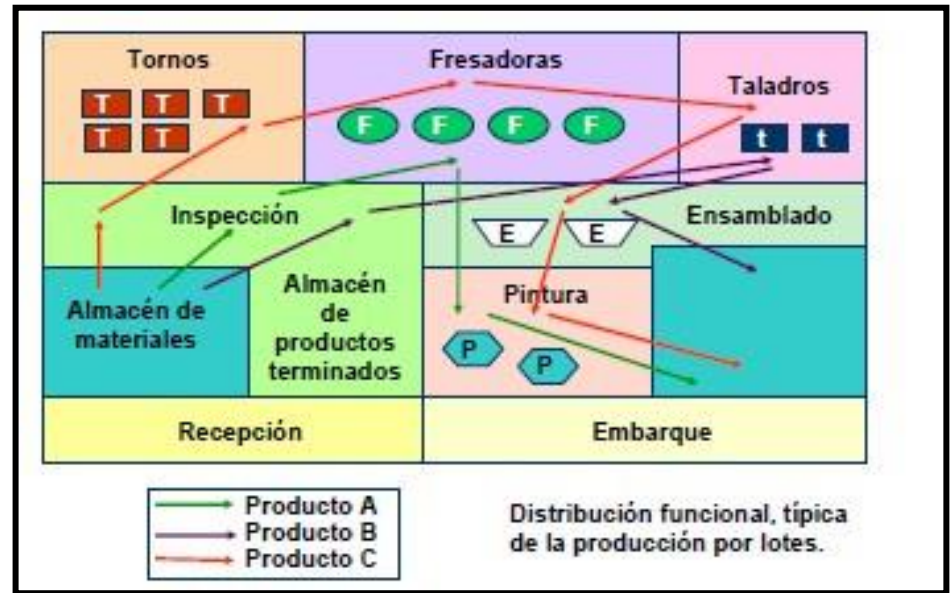 Tornos
Fresadoras
Taladros
T T T
T T
F F F F
t t
Inspección
Ensamblado
E E
Almacén de
materiales
Almacén
de
productos
terminados
Pintura
P P
Recepción
Embarque
Producto A
Producto B
Producto C
Distribución funcional, típica
de la producción por lotes.